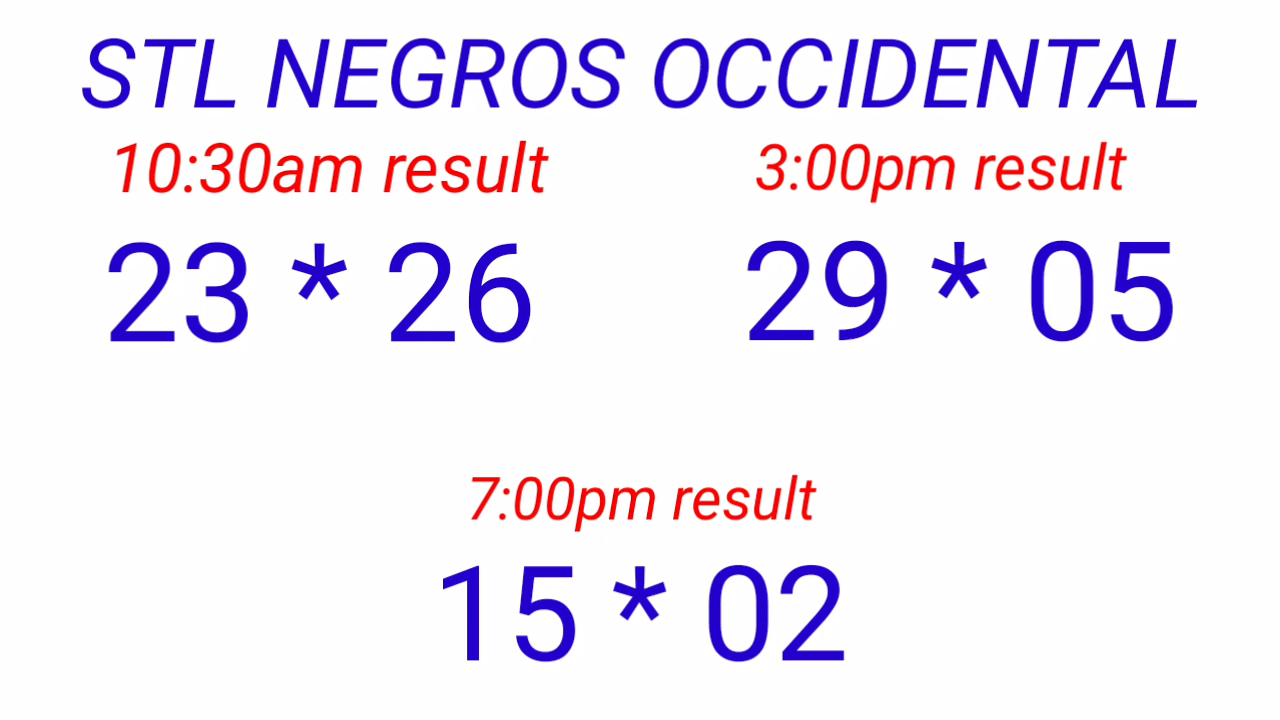 STL NEGROS OCCIDENTAL
10:30am result
23 * 26
3:00pm result
29 * 05
7:00pm result
15 * 02